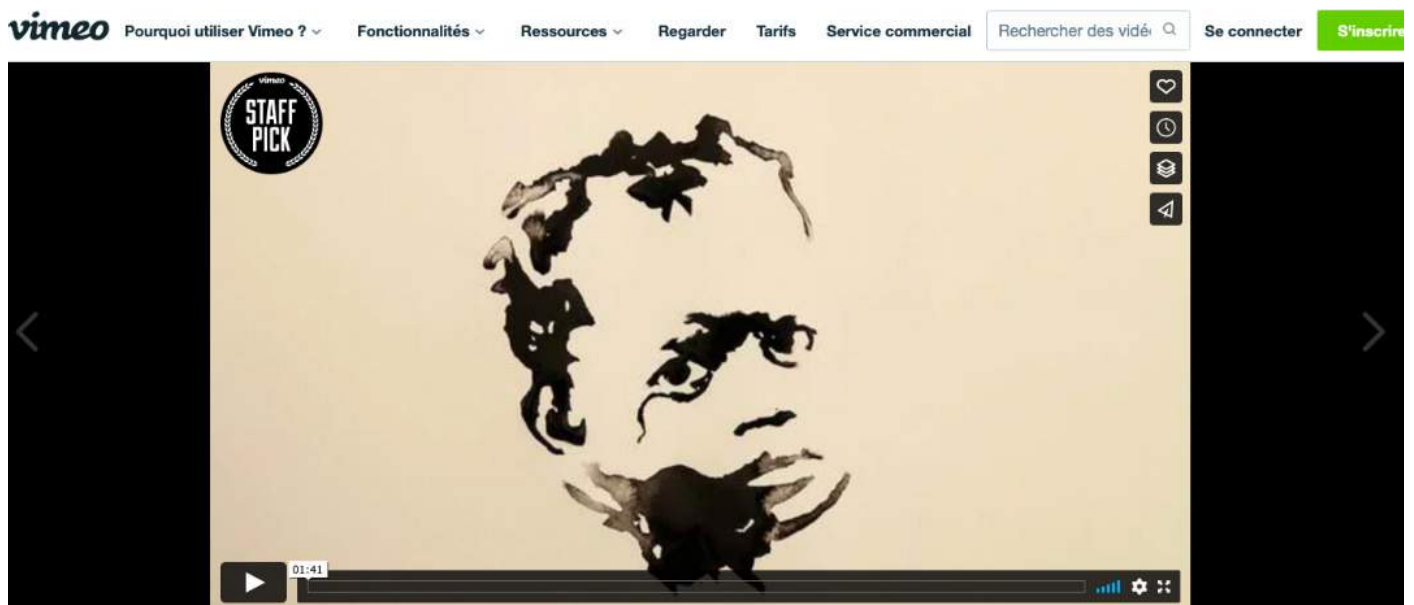 vimeo Pourquoi utiliser Vimeo ? Fonctionnalités Ressources Regarder Tarifs Service commercial Rechercher des vidé Se connecter S'inscrire
vimeo
STAFF
PICK
01:41